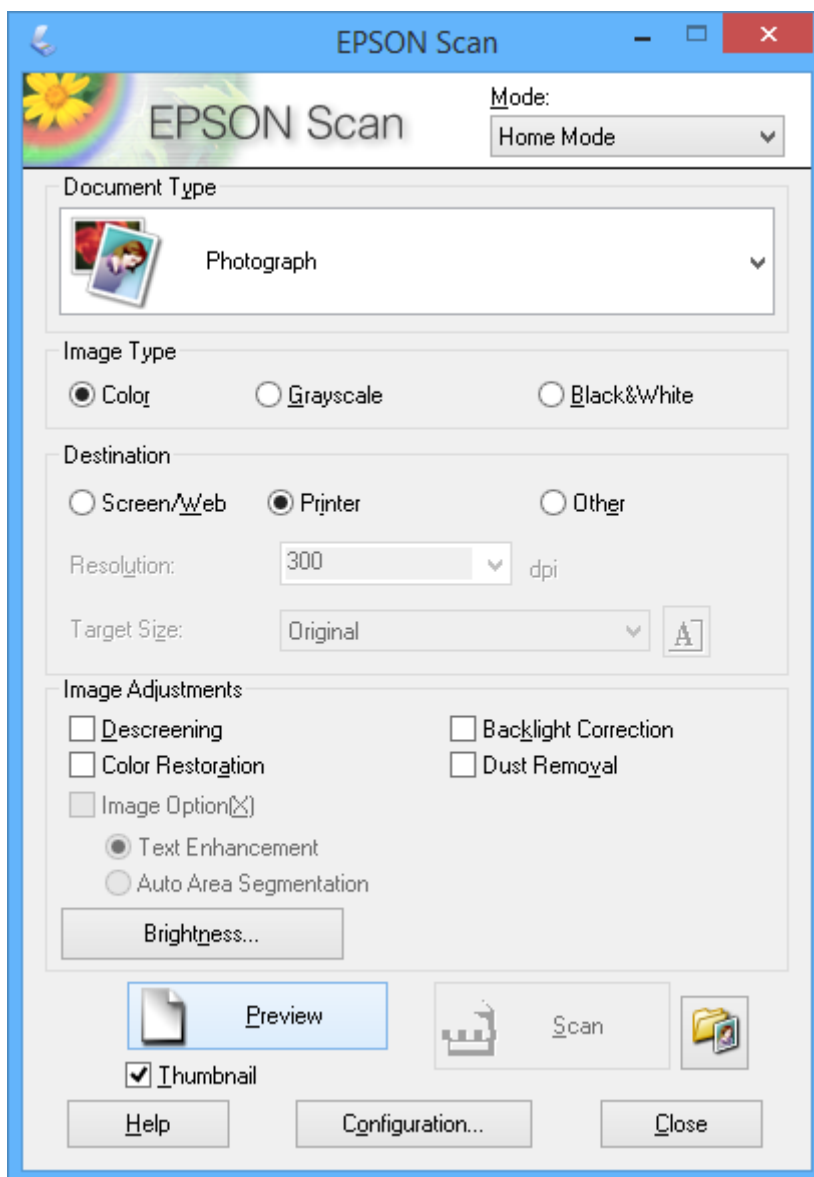 EPSON Scan
EPSON Scan
Mode:
Home Mode
Document Type
Photograph
Image Type
Color Grayscale Black&White
Destination
Screen/Web Printer Other
Resolution: 300 dpi
Target Size: Original A
Image Adjustments
Descreening Backlight Correction
Color Restoration Dust Removal
Image Option(X)
Text Enhancement
Auto Area Segmentation
Brightness...
Preview Scan
Thumbnail
Help Configuration... Close